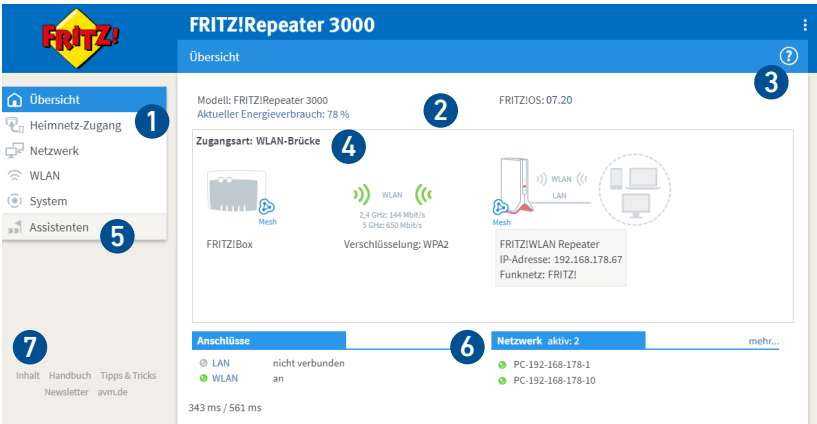 FRITZ!
FRITZ!Repeater 3000
Übersicht
?
3
Übersicht
Heimnetz-Zugang
1
Netzwerk
WLAN
System
Assistenten
5
Modell: FRITZ!Repeater 3000
Aktueller Energieverbrauch: 78 %
2
FRITZ!OS: 07.20
Zugangsart: WLAN-Brücke
4
Mesh
FRITZ!Box
WLAN
2,4 GHz: 144 Mbit/s
5 GHz: 650 Mbit/s
Verschlüsselung: WPA2
WLAN
LAN
Mesh
FRITZ!WLAN Repeater
IP-Adresse: 192.168.178.67
Funknetz: FRITZ!
Anschlüsse
LAN nicht verbunden
WLAN an
6
Netzwerk aktiv: 2 mehr...
PC-192-168-178-1
PC-192-168-178-10
343 ms / 561 ms
7
Inhalt Handbuch Tipps & Tricks
Newsletter avm.de